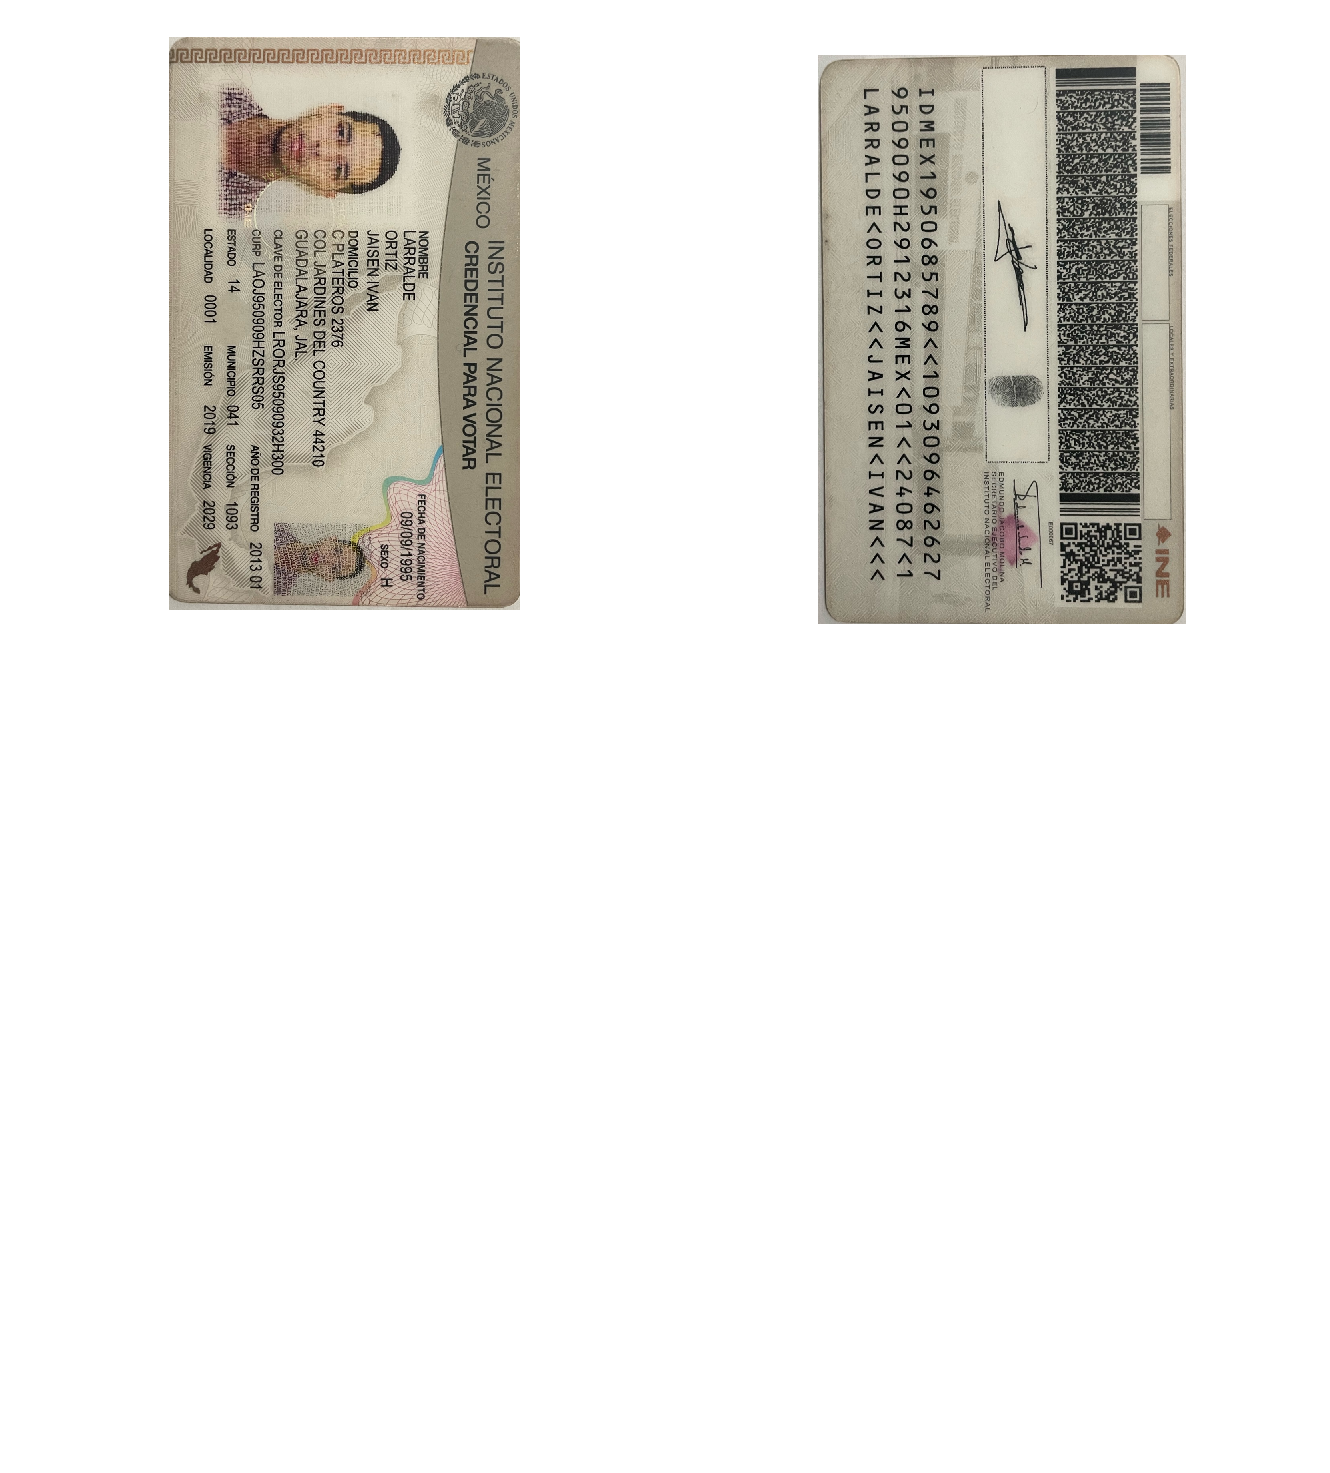 ESTADOS UNIDOS MEXICANOS
MÉXICO INSTITUTO NACIONAL ELECTORAL
CREDENCIAL PARA VOTAR
NOMBRE
LARRALDE
ORTIZ
JAISEN IVAN
DOMICILIO
C PLATEROS 2376
COL JARDINES DEL COUNTRY 44210
GUADALAJARA, JAL.
FECHA DE NACIMIENTO
09/09/1995
SEXO H
CLAVE DE ELECTOR LRORJS95090932H300
CURP LAOJ950909HZSRRS05 AÑO DE REGISTRO 2013 01
ESTADO 14 MUNICIPIO 041 SECCIÓN 1093
LOCALIDAD 0001 EMISIÓN 2019 VIGENCIA 2029
ELECCIONES FEDERALES
LOCALES Y EXTRAORDINARIAS
INE
EDMUNDO JACOBO MOLINA
SECRETARIO EJECUTIVO DEL
INSTITUTO NACIONAL ELECTORAL
IDMEX1950685789<<1093096462627
9509090H2912316MEX<01<<24087<1
LARRALDE<ORTIZ<<JAISEN<IVAN<<<